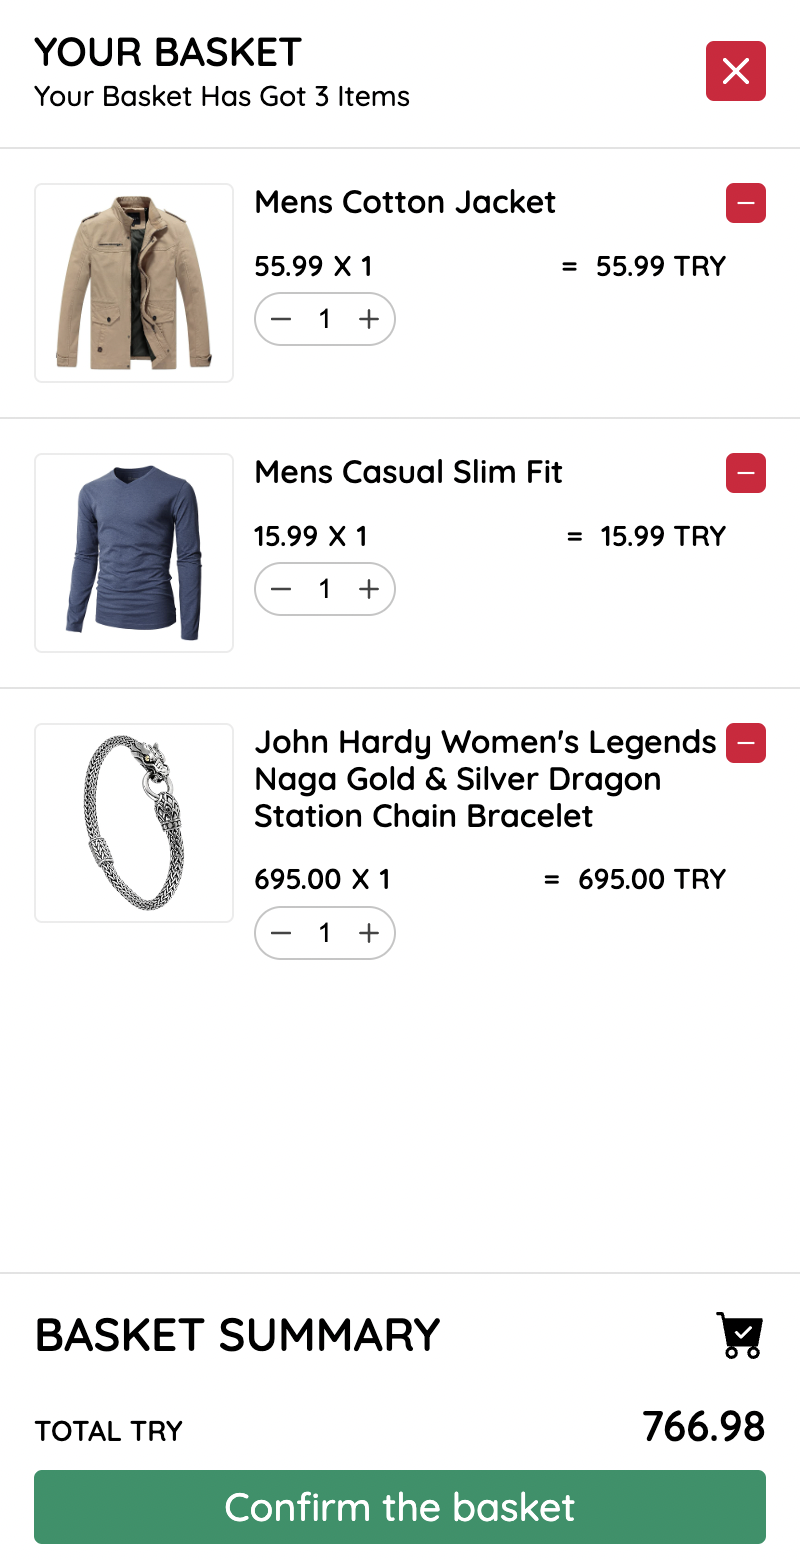 YOUR BASKET
Your Basket Has Got 3 Items
Mens Cotton Jacket
55.99 X 1 = 55.99 TRY
1
Mens Casual Slim Fit
15.99 X 1 = 15.99 TRY
1
John Hardy Women's Legends
Naga Gold & Silver Dragon
Station Chain Bracelet
695.00 X 1 = 695.00 TRY
1
BASKET SUMMARY
TOTAL TRY 766.98
Confirm the basket